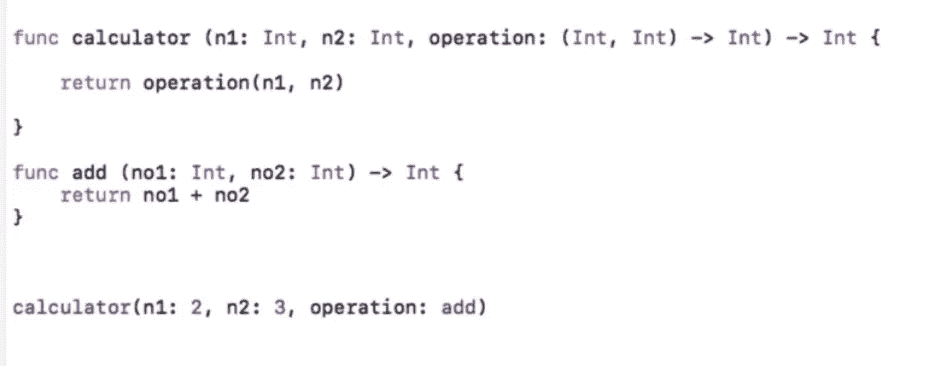 func calculator (n1: Int, n2: Int, operation: (Int, Int) -> Int) -> Int {
return operation(n1, n2)
}
func add (no1: Int, no2: Int) -> Int {
return no1 + no2
}
calculator(n1: 2, n2: 3, operation: add)